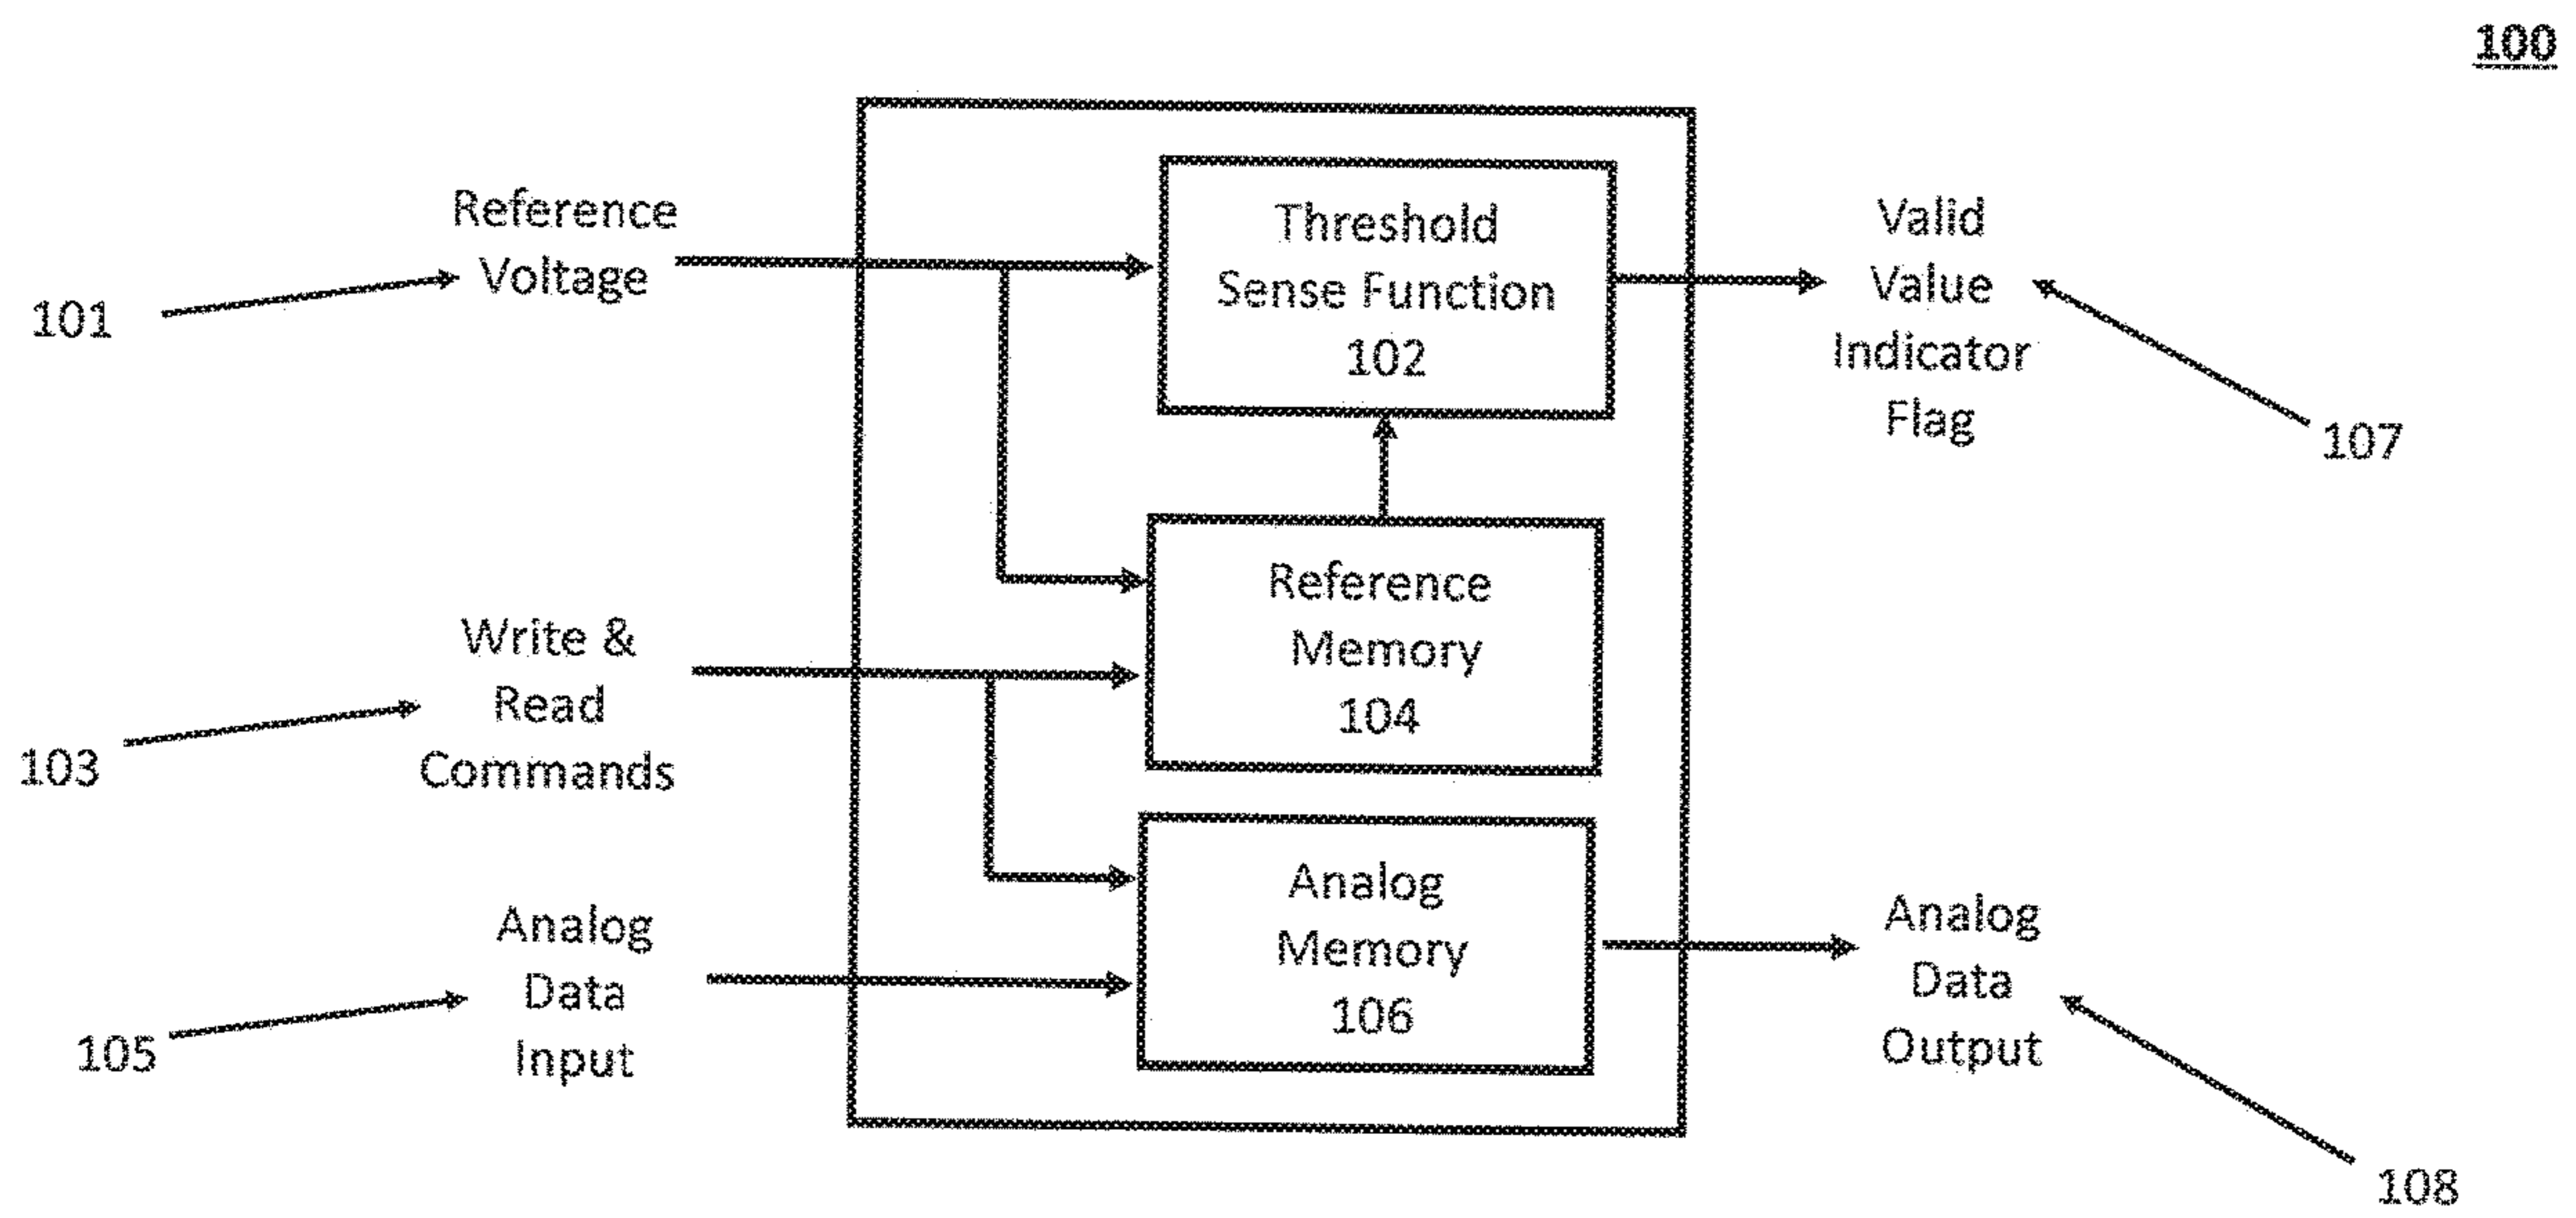 100
Reference
Voltage
101
Threshold
Sense Function
102
Valid
Value
Indicator
Flag
107
Write &
Read
Commands
103
Reference
Memory
104
Analog
Data
Input
105
Analog
Memory
106
Analog
Data
Output
108